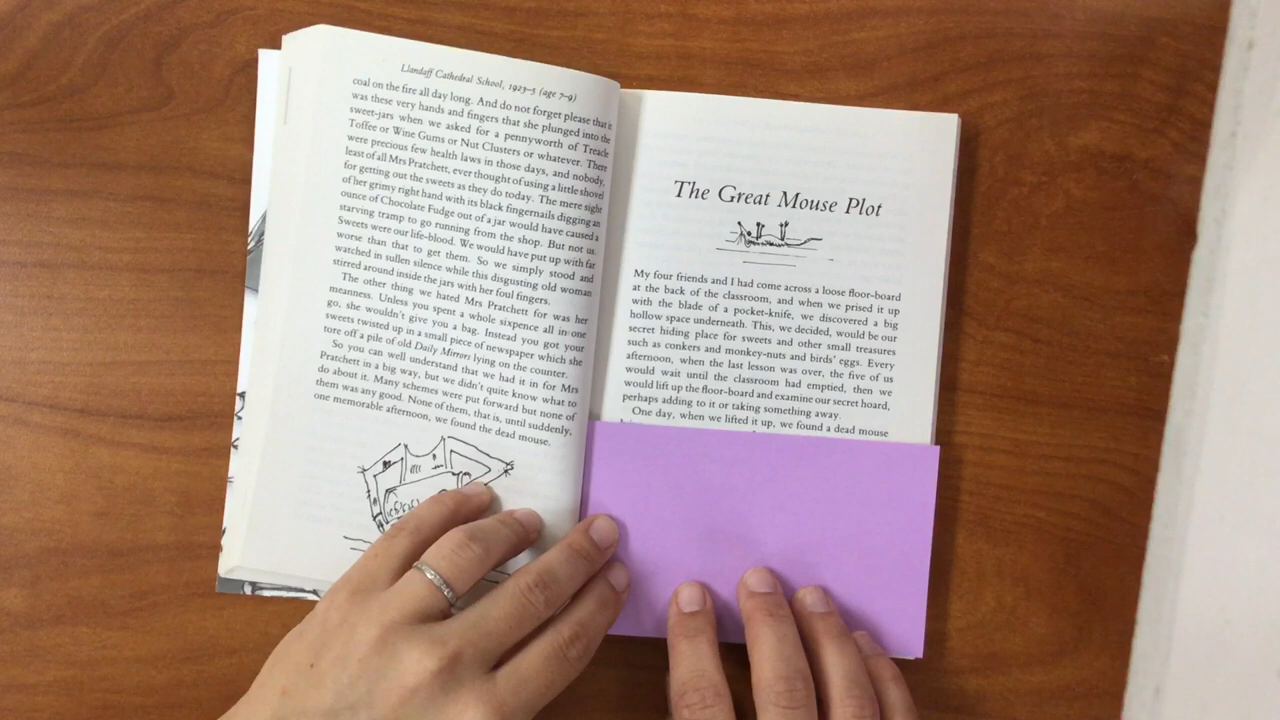 Llandaff Cathedral School, 1923–5 (age 7–9)
coal on the fire all day long. And do not forget please that it
was these very hands and fingers that she plunged into the
sweet-jars when we asked for a pennyworth of Treacle
Toffee or Wine Gums or Nut Clusters or whatever. There
were precious few health laws in those days, and nobody,
least of all Mrs Pratchett, ever thought of using a little shovel
for getting out the sweets as they do today. The mere sight
of her grimy right hand with its black fingernails digging an
ounce of Chocolate Fudge out of a jar would have caused a
starving tramp to go running from the shop. But not us.
Sweets were our life-blood. We would have put up with far
worse than that to get them. So we simply stood and
watched in sullen silence while this disgusting old woman
stirred around inside the jars with her foul fingers.
The other thing we hated Mrs Pratchett for was her
meanness. Unless you spent a whole sixpence all in one
go, she wouldn't give you a bag. Instead you got your
sweets twisted up in a small piece of newspaper which she
tore off a pile of old Daily Mirrors lying on the counter.
So you can well understand that we had it in for Mrs
Pratchett in a big way, but we didn't quite know what to
do about it. Many schemes were put forward but none of
them was any good. None of them, that is, until suddenly,
one memorable afternoon, we found the dead mouse.
The Great Mouse Plot
My four friends and I had come across a loose floor-board
at the back of the classroom, and when we prised it up
with the blade of a pocket-knife, we discovered a big
hollow space underneath. This, we decided, would be our
secret hiding place for sweets and other small treasures
such as conkers and monkey-nuts and birds' eggs. Every
afternoon, when the last lesson was over, the five of us
would wait until the classroom had emptied, then we
would lift up the floor-board and examine our secret hoard,
perhaps adding to it or taking something away.
One day, when we lifted it up, we found a dead mouse